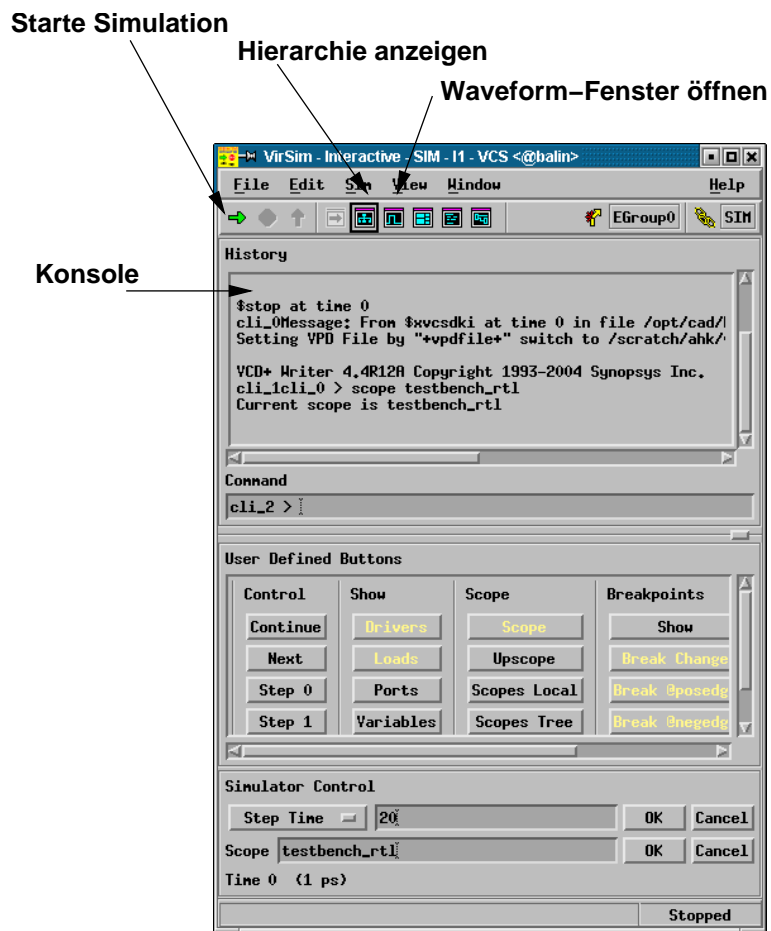 Starte Simulation
Hierarchie anzeigen
Waveform−Fenster öffnen
VirSim - Interactive - SIM - I1 - VCS <@balin>
File Edit Sim View Window Help
EGroup0 SIM
Konsole
History
$stop at time 0
cli_0Message: From $xvcsdki at time 0 in file /opt/cad/
Setting VPD File by "+vpdfile+" switch to /scratch/ahk/
VCD+ Writer 4.4R12A Copyright 1993-2004 Synopsys Inc.
cli_1cli_0 > scope testbench_rtl
Current scope is testbench_rtl
Command
cli_2 >
User Defined Buttons
Control Show Scope Breakpoints
Continue Drivers Scope Show
Next Loads Upscope Break Change
Step 0 Ports Scopes Local Break @posedg
Step 1 Variables Scopes Tree Break @negedg
Simulator Control
Step Time 20 OK Cancel
Scope testbench_rtl OK Cancel
Time 0 (1 ps)
Stopped